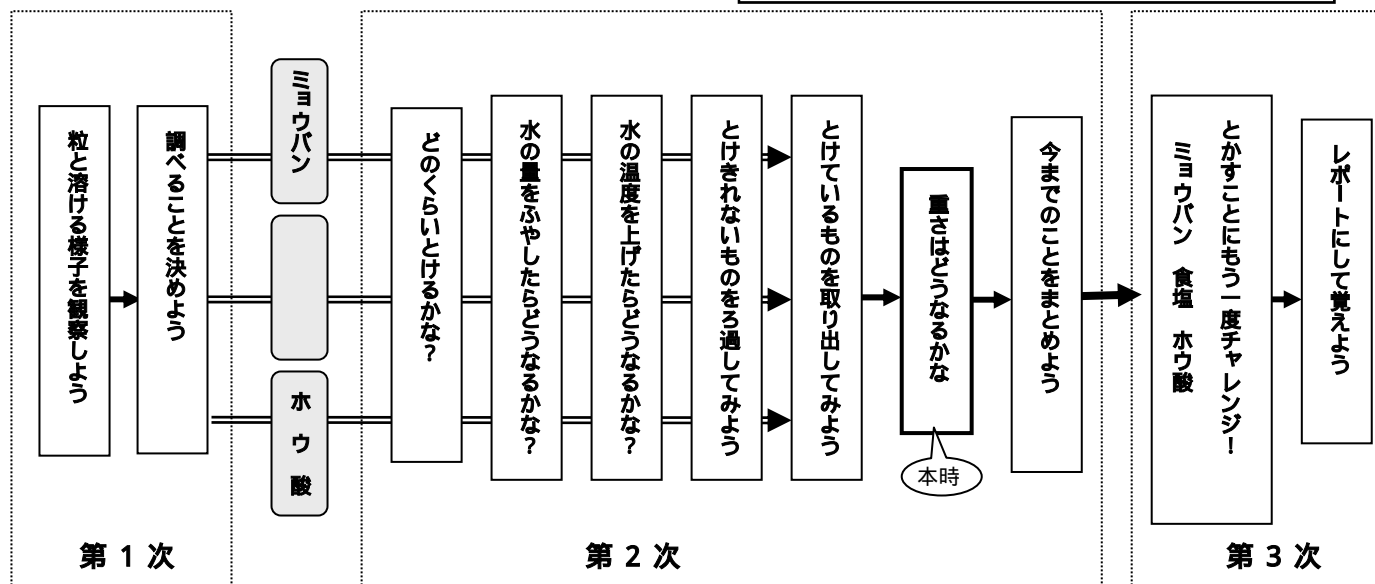 粒と溶ける様子を観察しよう
調べることを決めよう
ミョウバン
ホウ酸
どのくらいとけるかな？
水の量をふやしたらどうなるかな？
水の温度を上げたらどうなるかな？
とけきれないものをろ過してみよう
とけているものを取り出してみよう
重さはどうなるかな
本時
今までのことをまとめよう
とかすことにもう一度チャレンジ！
ミョウバン　食塩　ホウ酸
レポートにして覚えよう
第１次
第２次
第３次